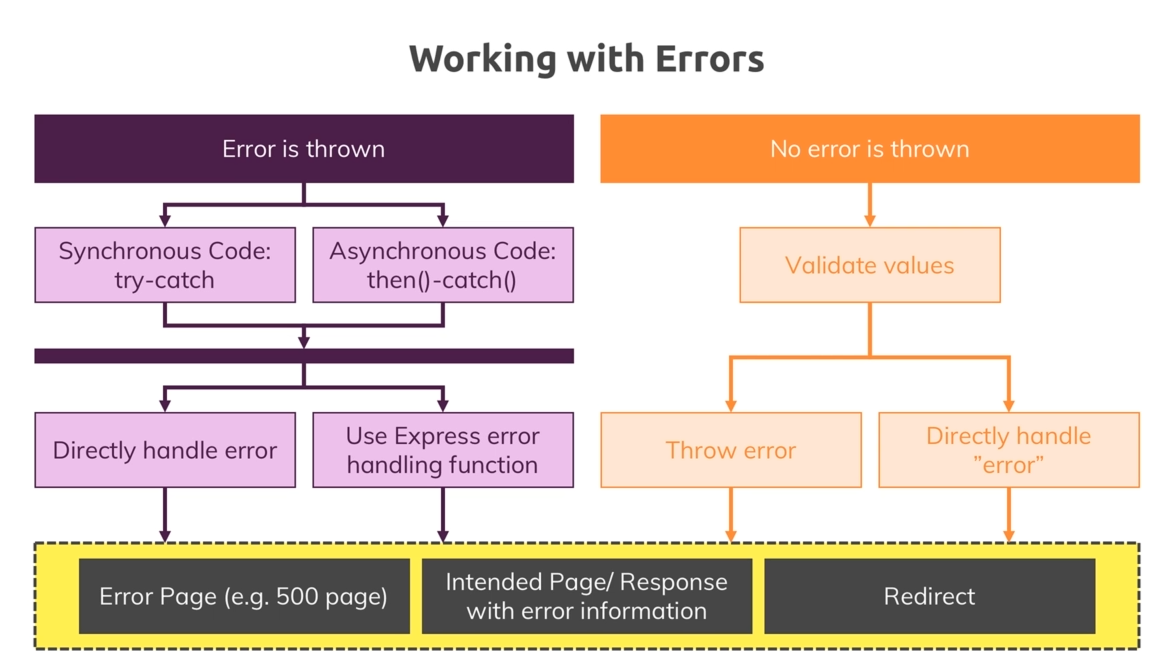 Working with Errors
Error is thrown
No error is thrown
Synchronous Code:
try-catch
Asynchronous Code:
then()-catch()
Validate values
Directly handle error
Use Express error
handling function
Throw error
Directly handle
”error”
Error Page (e.g. 500 page)
Intended Page/ Response
with error information
Redirect